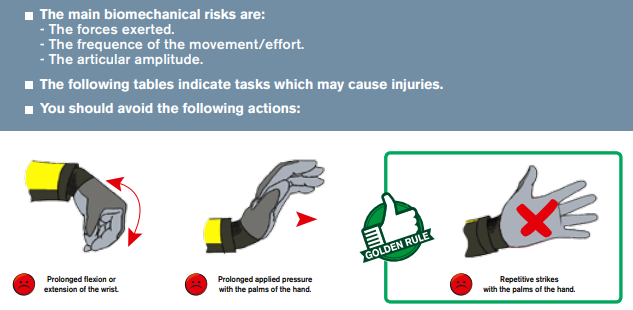 The main biomechanical risks are:
- The forces exerted.
- The frequence of the movement/effort.
- The articular amplitude.
The following tables indicate tasks which may cause injuries.
You should avoid the following actions:
GOLDEN RULE
Prolonged flexion or
extension of the wrist.
Prolonged applied pressure
with the palms of the hand.
Repetitive strikes
with the palms of the hand.